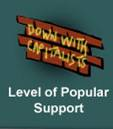 DOWN WITH
CAPITALISTS
Level of Popular
Support